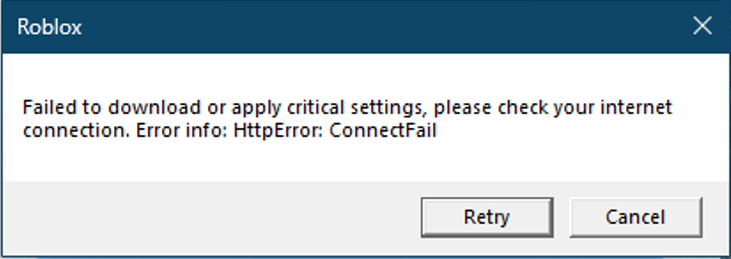 Roblox
Failed to download or apply critical settings, please check your internet
connection. Error info: HttpError: ConnectFail
Retry
Cancel